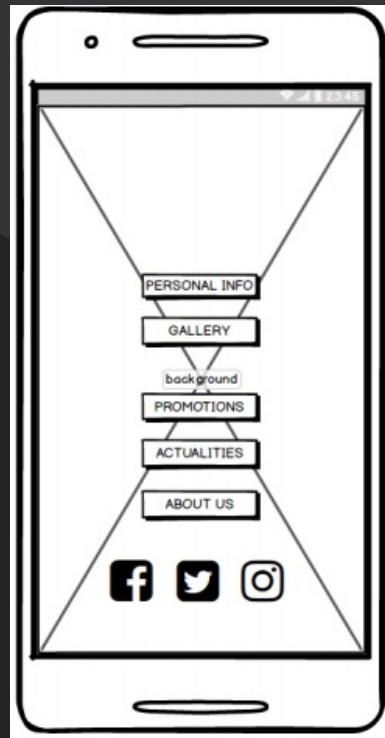 23:45
PERSONAL INFO
GALLERY
background
PROMOTIONS
ACTUALITIES
ABOUT US